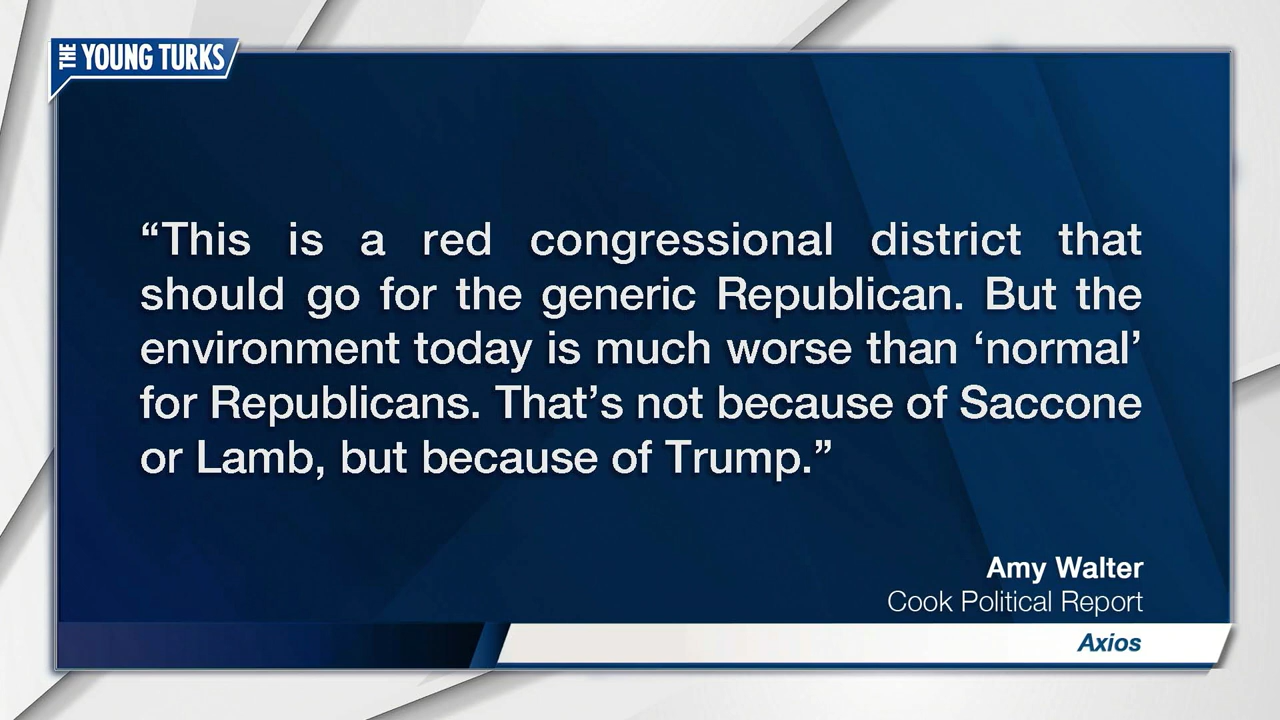 THE YOUNG TURKS
“This is a red congressional district that
should go for the generic Republican. But the
environment today is much worse than ‘normal’
for Republicans. That’s not because of Saccone
or Lamb, but because of Trump.”
Amy Walter
Cook Political Report
Axios